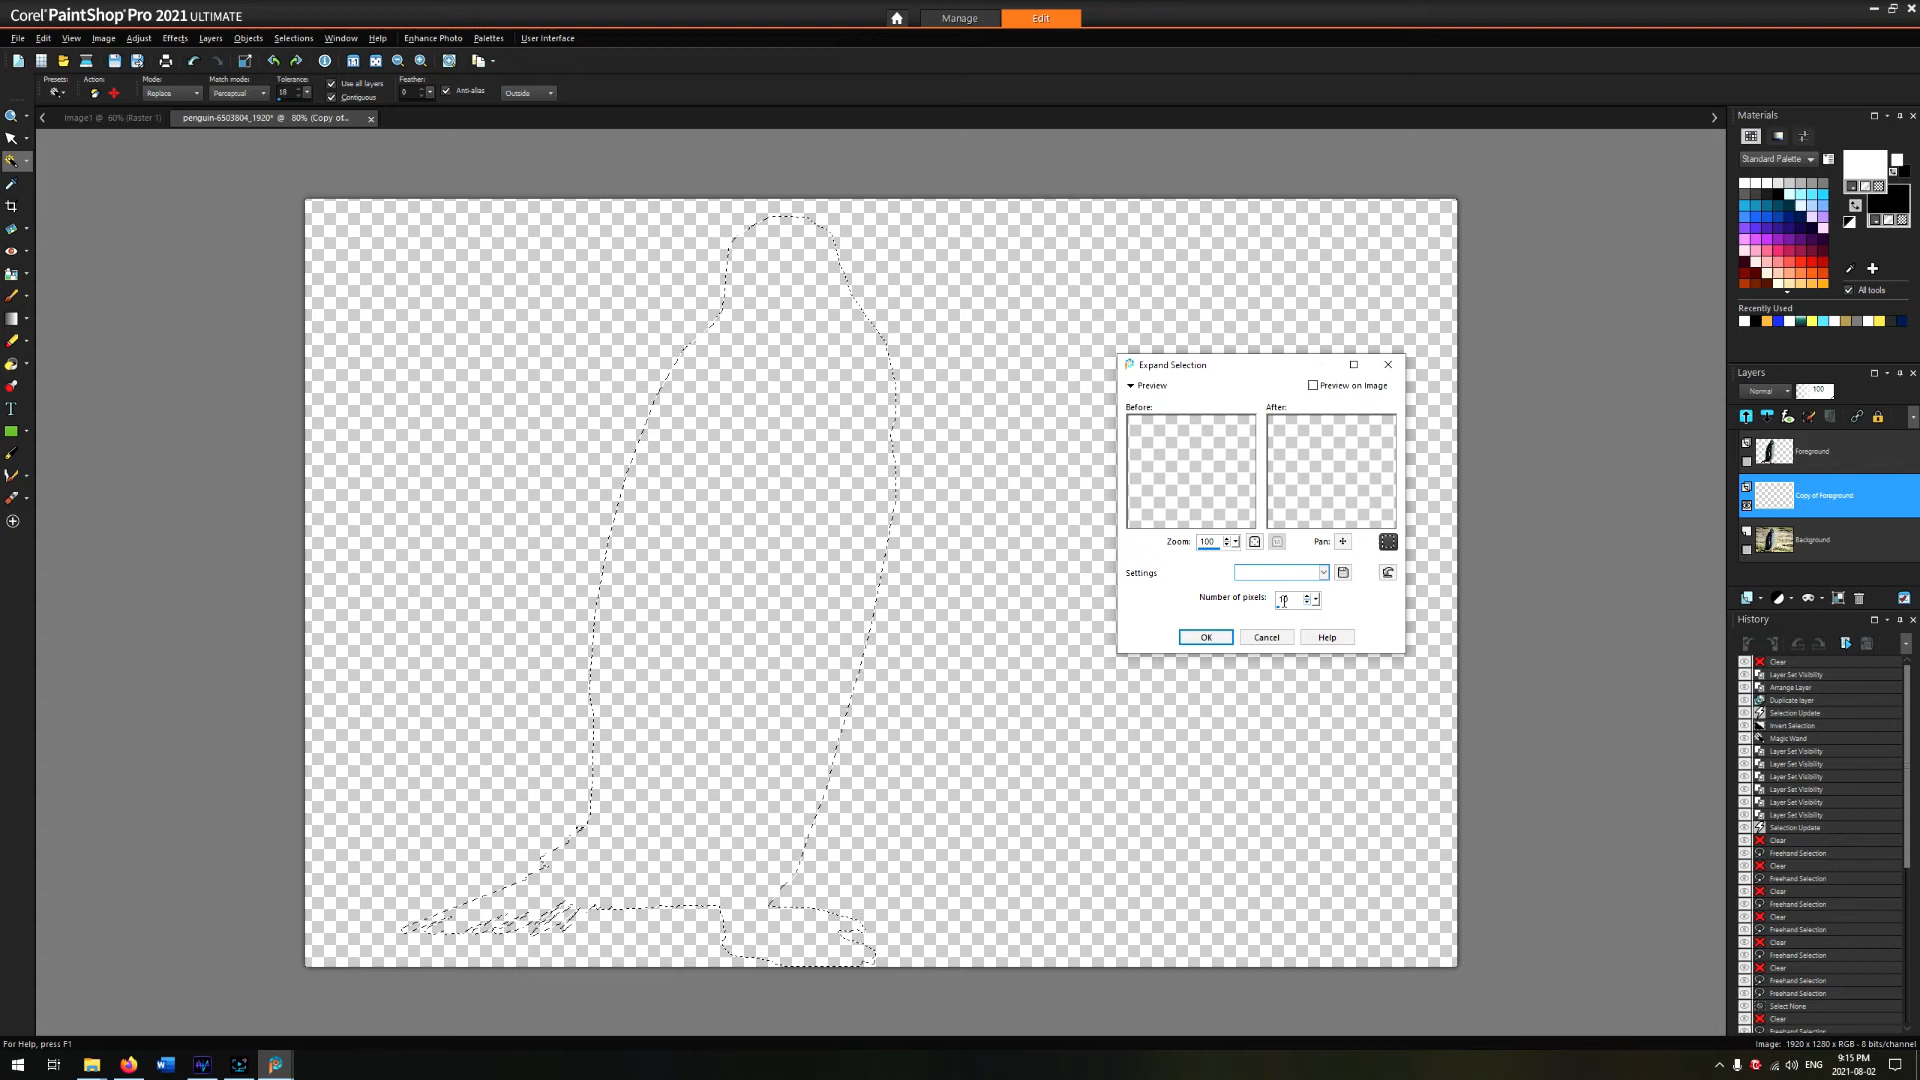 Corel PaintShop Pro 2021 ULTIMATE
Manage
Edit
File Edit View Image Adjust Effects Layers Objects Selections Window Help Enhance Photo Palettes User Interface
Presets: Action: Mode: Match mode: Tolerance: Use all layers Feather:
Replace Perceptual 18 Contiguous 0 Anti-alias Outside
Image1 @ 60% (Raster 1)
penguin-6503804_1920* @ 80% (Copy of...
Materials
Standard Palette
All tools
Recently Used
Expand Selection
Preview
Preview on Image
Before:
After:
Zoom: 100
Pan:
Settings
Number of pixels:
OK
Cancel
Help
Layers
Normal
100
Foreground
Copy of Foreground
Background
History
Clear
Layer Set Visibility
Arrange Layer
Duplicate layer
Selection Update
Invert Selection
Magic Wand
Layer Set Visibility
Layer Set Visibility
Layer Set Visibility
Layer Set Visibility
Layer Set Visibility
Layer Set Visibility
Selection Update
Clear
Freehand Selection
Clear
Freehand Selection
Clear
Freehand Selection
Clear
Freehand Selection
Clear
Freehand Selection
Clear
Freehand Selection
Freehand Selection
Select None
Clear
Freehand Selection
For Help, press F1
Image: 1920 x 1280 x RGB - 8 bits/channel
ENG
9:15 PM
2021-08-02